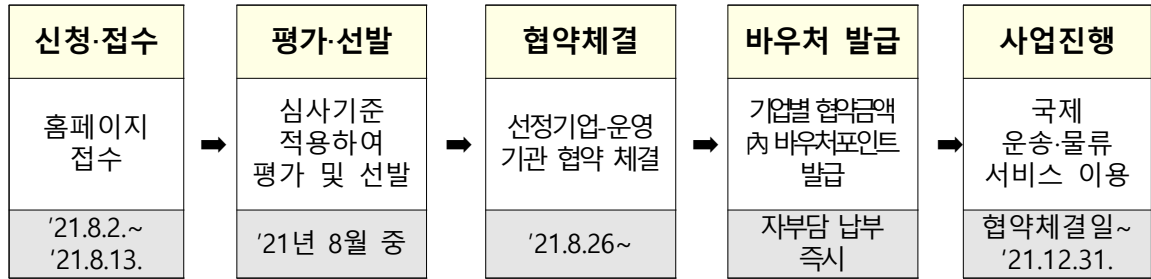 신청·접수
홈페이지
접수
'21.8.2.~
'21.8.13.
➡
평가·선발
심사기준
적용하여
평가 및 선발
'21년 8월 중
➡
협약체결
선정기업-운영
기관 협약 체결
'21.8.26~
➡
바우처 발급
기업별 협약금액
內 바우처포인트
발급
자부담 납부
즉시
➡
사업진행
국제
운송·물류
서비스 이용
협약체결일~
'21.12.31.